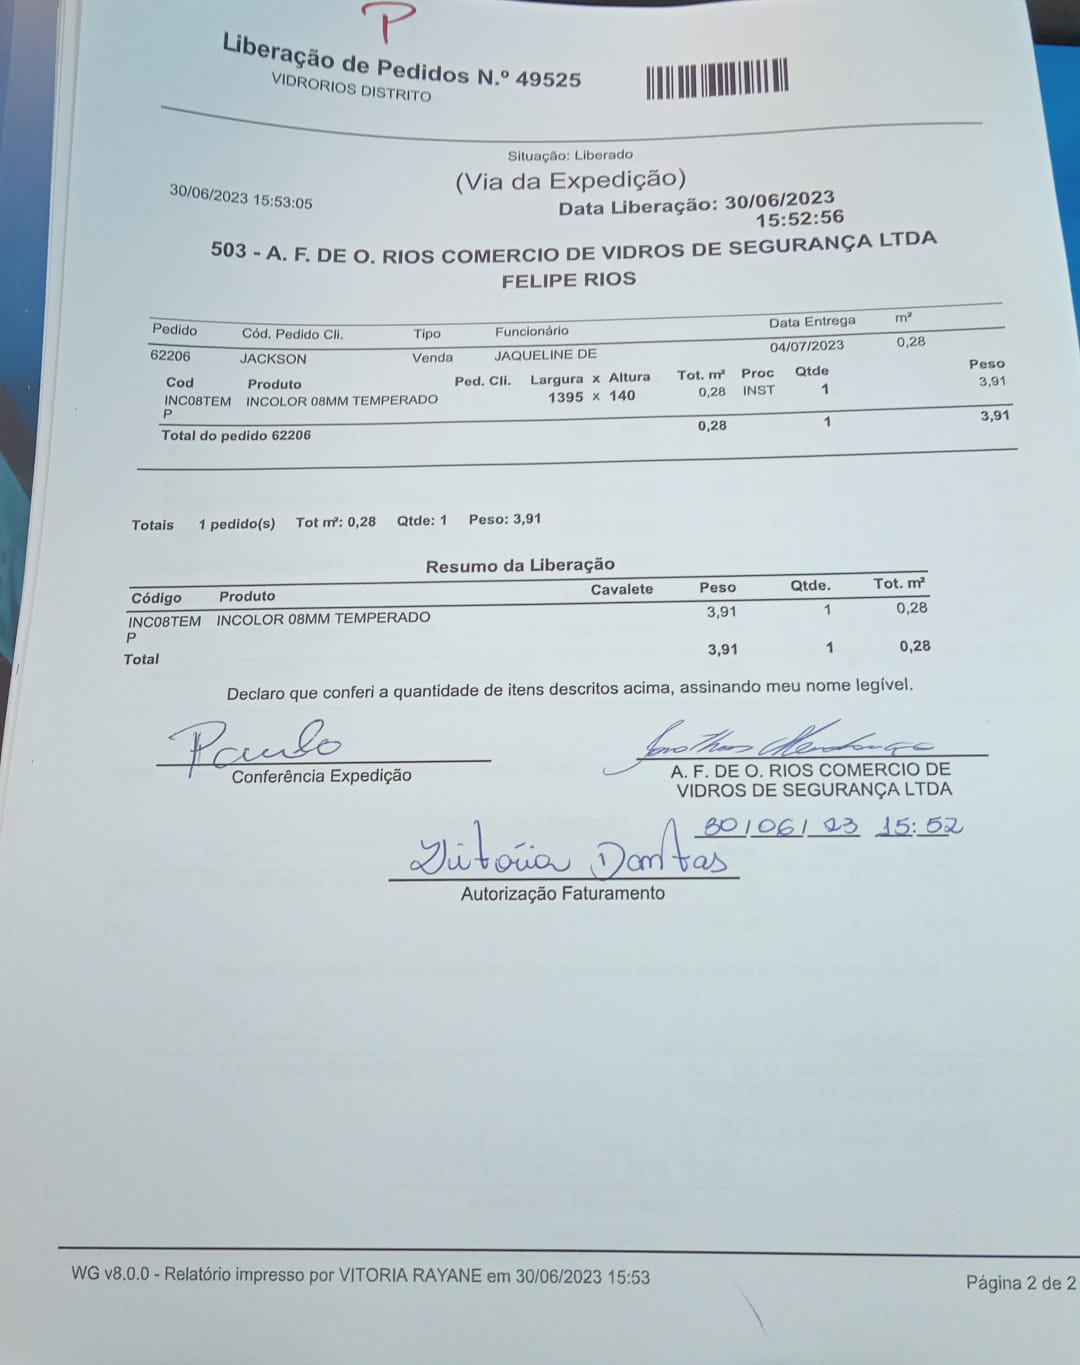 P
Liberação de Pedidos N.º 49525
VIDRORIOS DISTRITO
Situação: Liberado
(Via da Expedição)
30/06/2023 15:53:05
Data Liberação: 30/06/2023
15:52:56
503 - A. F. DE O. RIOS COMERCIO DE VIDROS DE SEGURANÇA LTDA
FELIPE RIOS
Pedido Cód. Pedido Cli. Tipo Funcionário Data Entrega m²
62206 JACKSON Venda JAQUELINE DE 04/07/2023 0,28
Cod Produto Ped. Cli. Largura x Altura Tot. m² Proc Qtde Peso
INC08TEM INCOLOR 08MM TEMPERADO 1395 x 140 0,28 INST 1 3,91
P
Total do pedido 62206 0,28 1 3,91
Totais 1 pedido(s) Tot m²: 0,28 Qtde: 1 Peso: 3,91
Resumo da Liberação
Código Produto Cavalete Peso Qtde. Tot. m²
INC08TEM INCOLOR 08MM TEMPERADO 3,91 1 0,28
P
Total 3,91 1 0,28
Declaro que conferi a quantidade de itens descritos acima, assinando meu nome legível.
Paulo
Conferência Expedição
Jonathas Mendonça
A. F. DE O. RIOS COMERCIO DE
VIDROS DE SEGURANÇA LTDA
30/06/23 15:52
Vitória Dantas
Autorização Faturamento
WG v8.0.0 - Relatório impresso por VITORIA RAYANE em 30/06/2023 15:53
Página 2 de 2